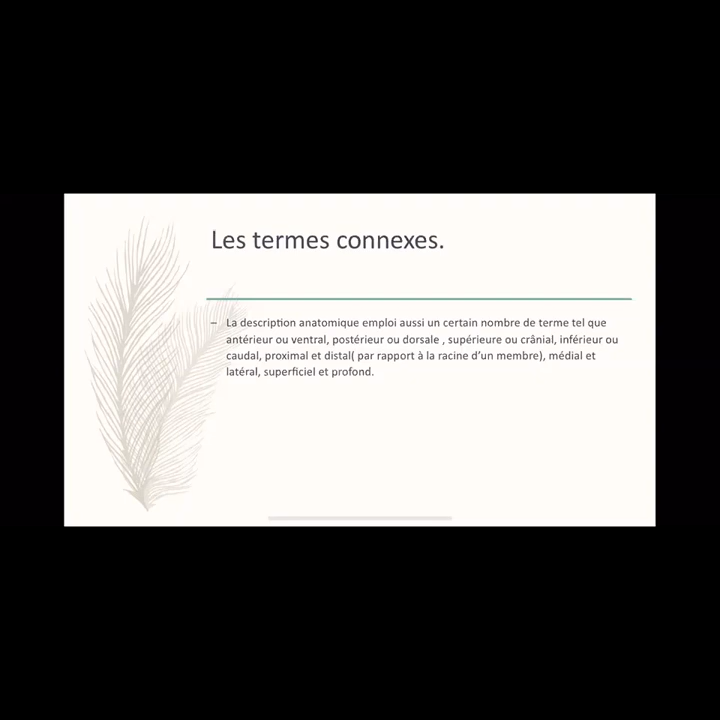 Les termes connexes.
– La description anatomique emploi aussi un certain nombre de terme tel que
antérieur ou ventral, postérieur ou dorsale , supérieure ou crânial, inférieur ou
caudal, proximal et distal( par rapport à la racine d'un membre), médial et
latéral, superficiel et profond.